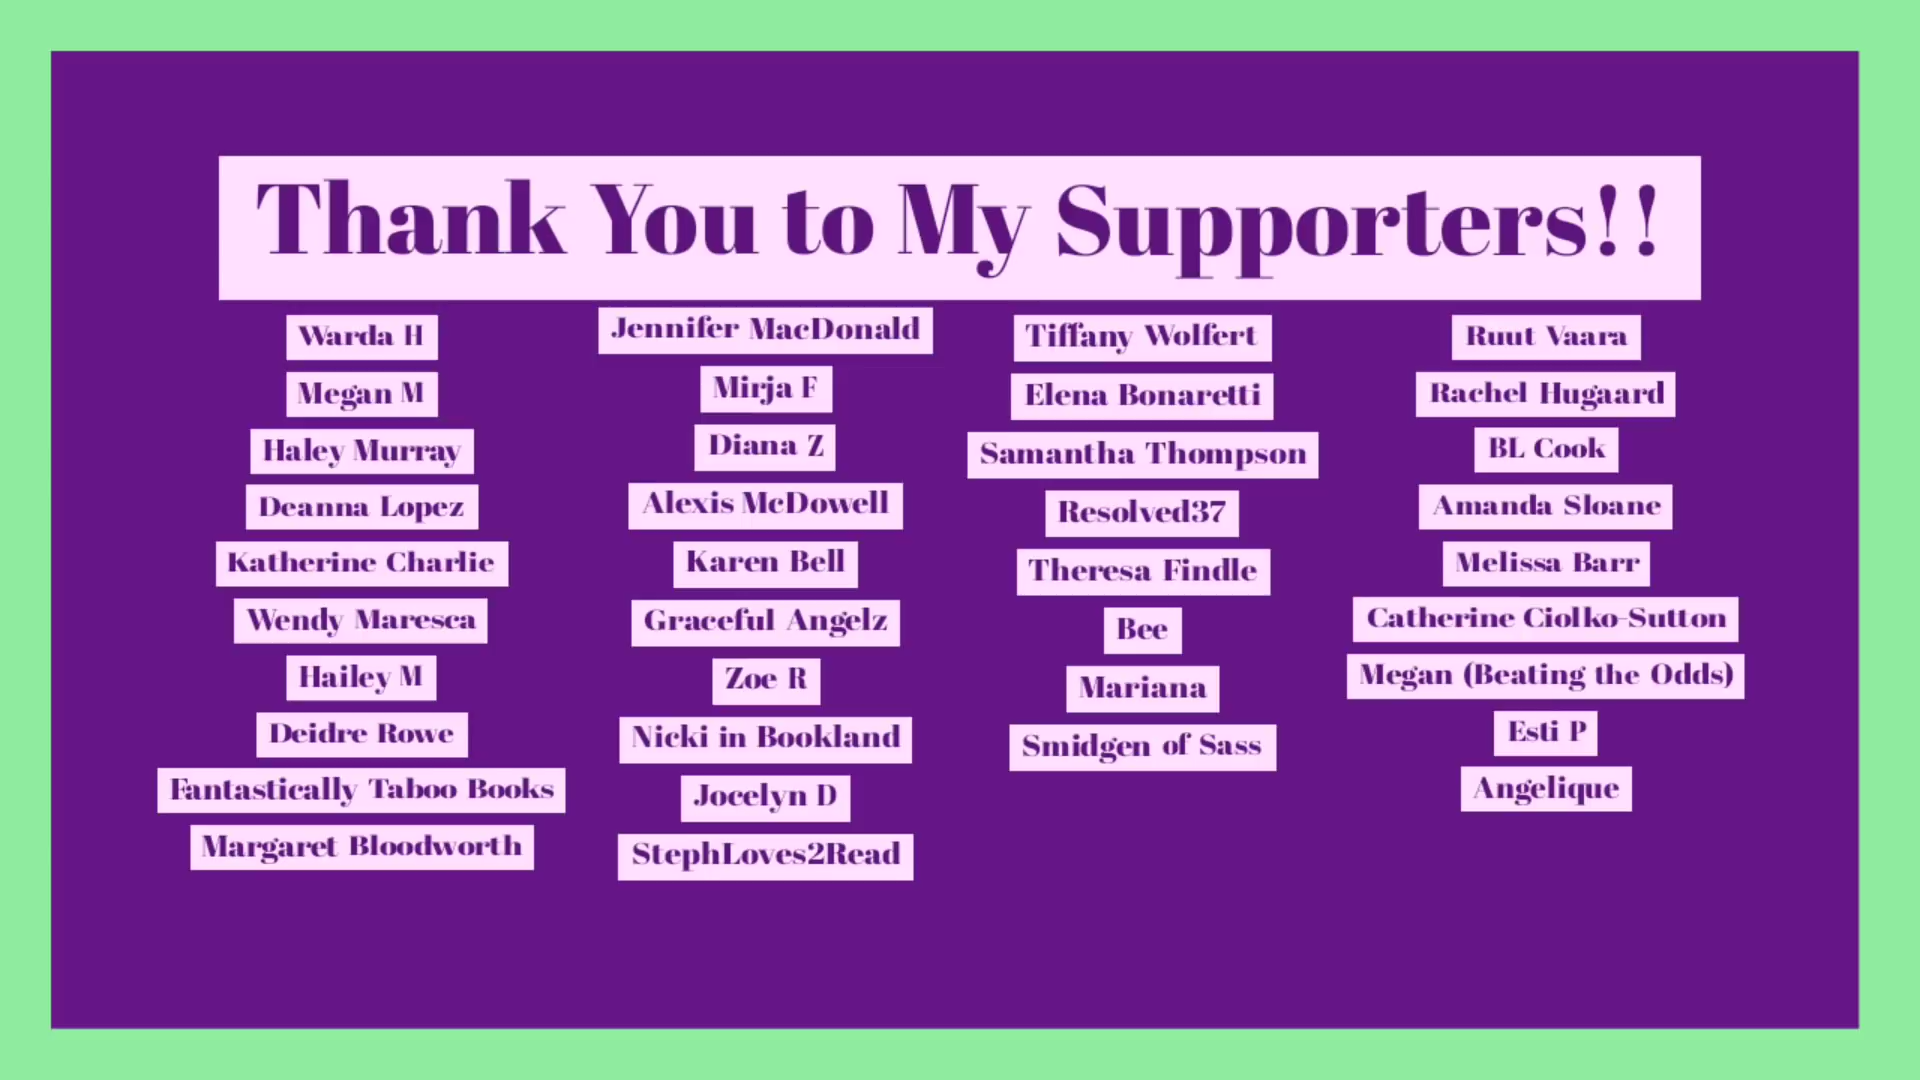 Thank You to My Supporters!!
Warda H
Megan M
Haley Murray
Deanna Lopez
Katherine Charlie
Wendy Maresca
Hailey M
Deidre Rowe
Fantastically Taboo Books
Margaret Bloodworth
Jennifer MacDonald
Mirja F
Diana Z
Alexis McDowell
Karen Bell
Graceful Angelz
Zoe R
Nicki in Bookland
Jocelyn D
StephLoves2Read
Tiffany Wolfert
Elena Bonaretti
Samantha Thompson
Resolved37
Theresa Findle
Bee
Mariana
Smidgen of Sass
Ruut Vaara
Rachel Hugaard
BL Cook
Amanda Sloane
Melissa Barr
Catherine Ciolko-Sutton
Megan (Beating the Odds)
Esti P
Angelique